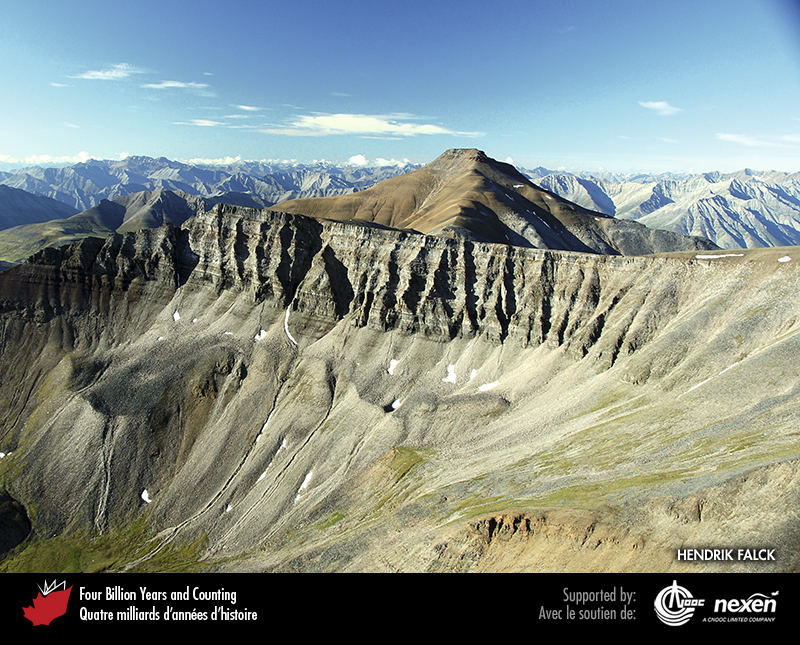 HENDRIK FALCK
Four Billion Years and Counting
Quatre milliards d'années d'histoire
Supported by:
Avec le soutien de:
CNOOC
nexen
A CNOOC LIMITED COMPANY